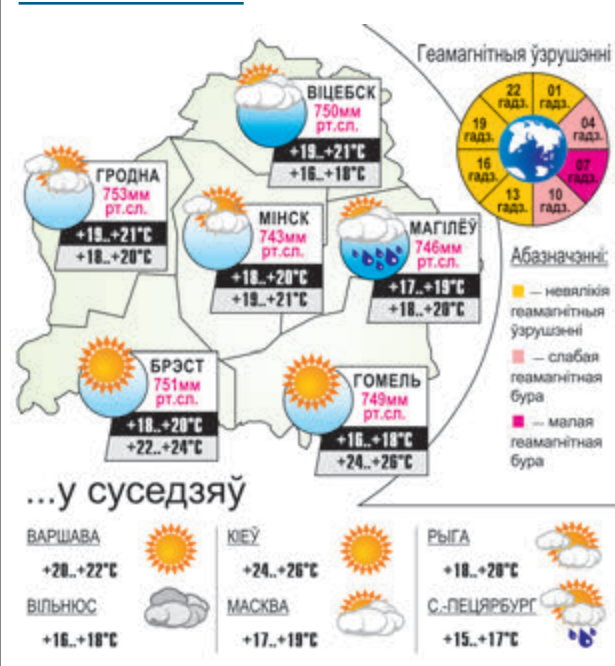 Геамагнітныя ўзрушэнні
22 гадз.
01 гадз.
04 гадз.
07 гадз.
10 гадз.
13 гадз.
16 гадз.
19 гадз.
ВІЦЕБСК
750мм
рт.сл.
+19..+21°С
+16..+18°С
ГРОДНА
753мм
рт.сл.
+19..+21°С
+18..+20°С
МІНСК
743мм
рт.сл.
+18..+20°С
+19..+21°С
МАГІЛЁЎ
746мм
рт.сл.
+17..+19°С
+18..+20°С
БРЭСТ
751мм
рт.сл.
+18..+20°С
+22..+24°С
ГОМЕЛЬ
749мм
рт.сл.
+16..+18°С
+24..+26°С
Абазначэнні:
— невялікія
геамагнітныя
ўзрушэнні
— слабая
геамагнітная
бура
— малая
геамагнітная
бура
...у суседзяў
ВАРШАВА
+20..+22°С
КІЕЎ
+24..+26°С
РЫГА
+18..+20°С
ВІЛЬНЮС
+16..+18°С
МАСКВА
+17..+19°С
С.-ПЕЦЯРБУРГ
+15..+17°С